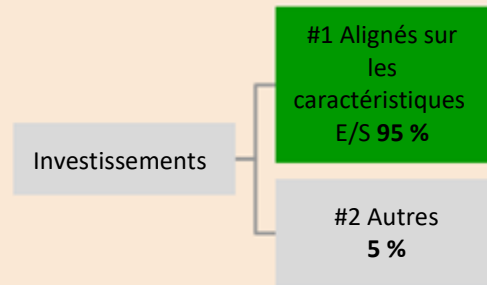 #1 Alignés sur
les
caractéristiques
E/S 95 %
Investissements
#2 Autres
5 %